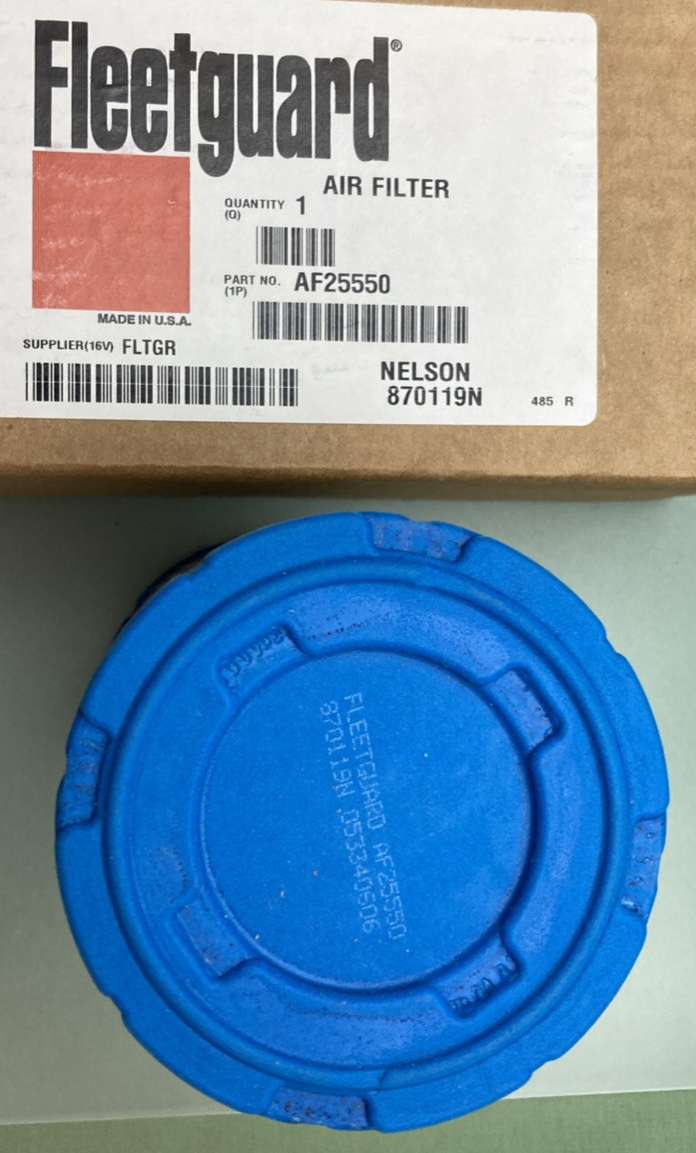 Fleetguard®
AIR FILTER
QUANTITY 1
(Q)
PART NO. AF25550
(1P)
MADE IN U.S.A.
SUPPLIER(16V) FLTGR
NELSON
870119N
485 R
FLEETGUARD AF25550
870119N 053340606